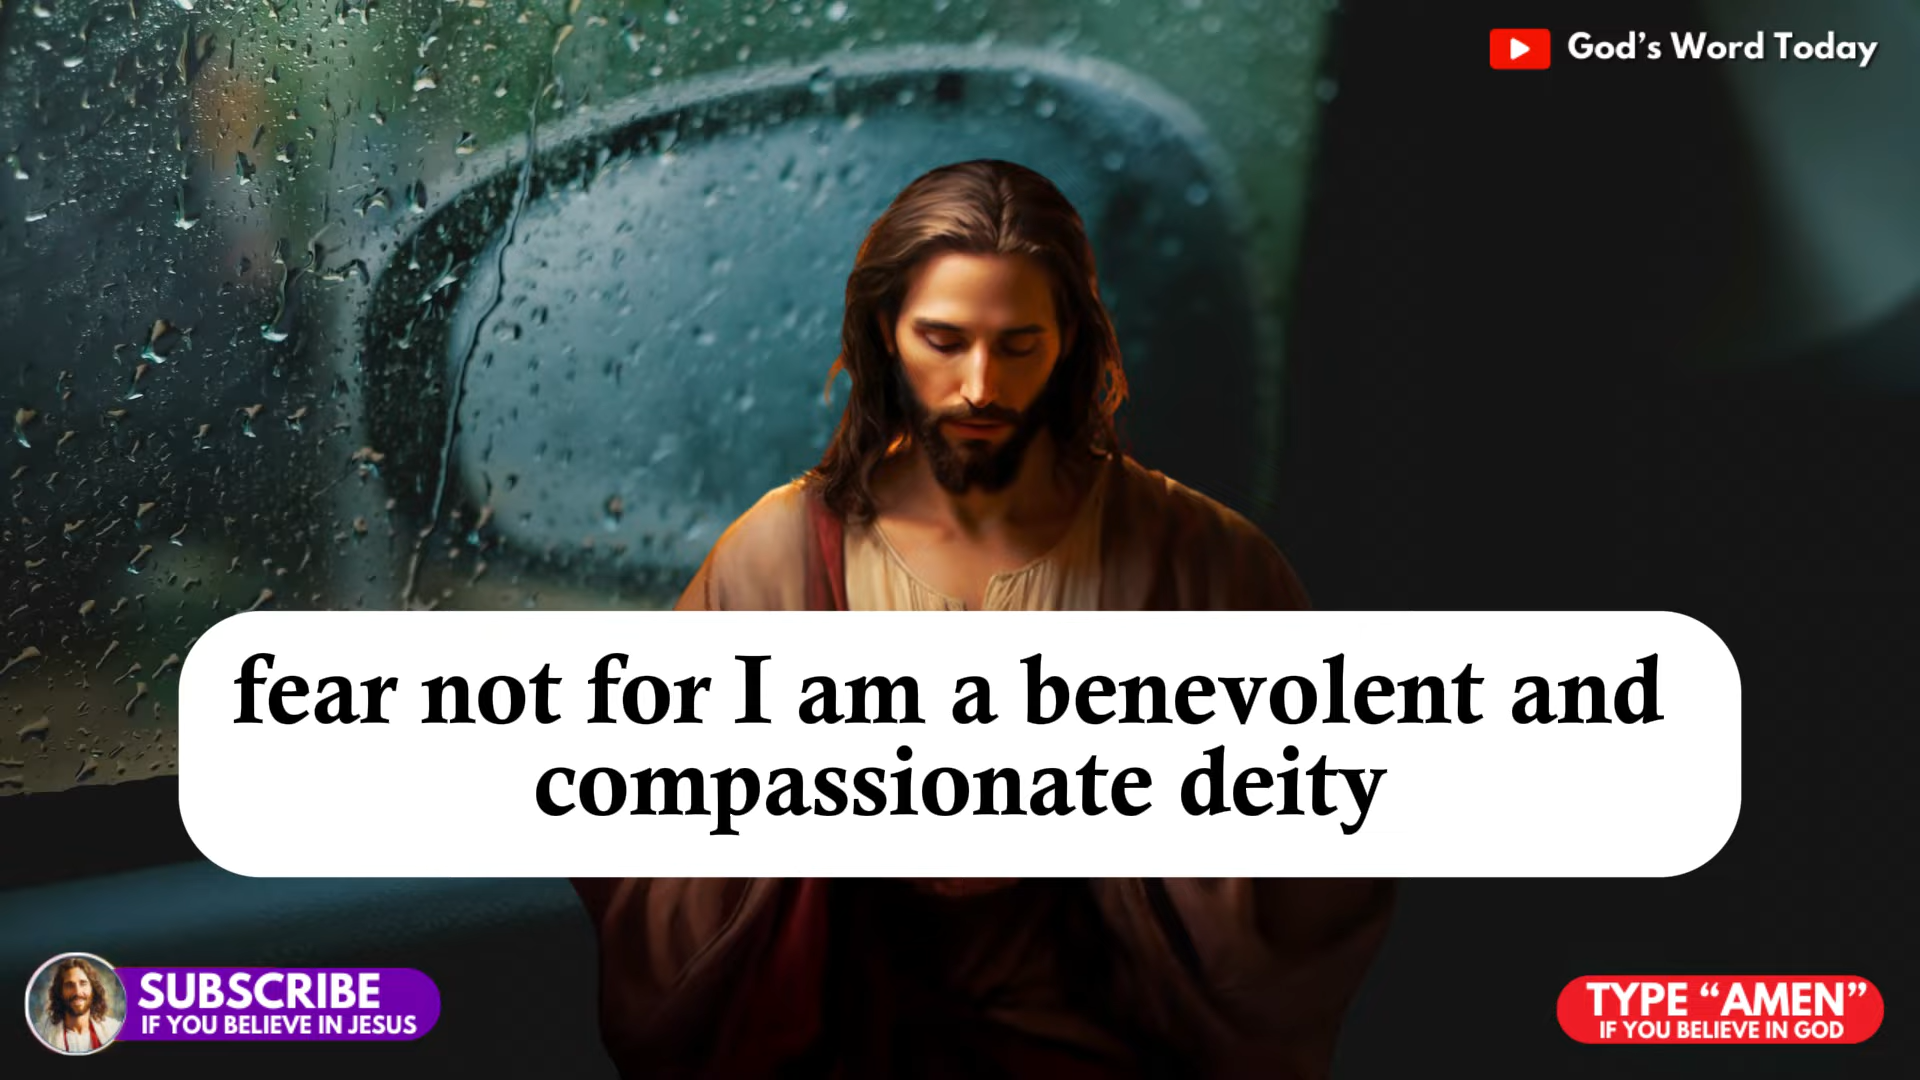 God's Word Today
fear not for I am a benevolent and
compassionate deity
SUBSCRIBE
IF YOU BELIEVE IN JESUS
TYPE “AMEN”
IF YOU BELIEVE IN GOD